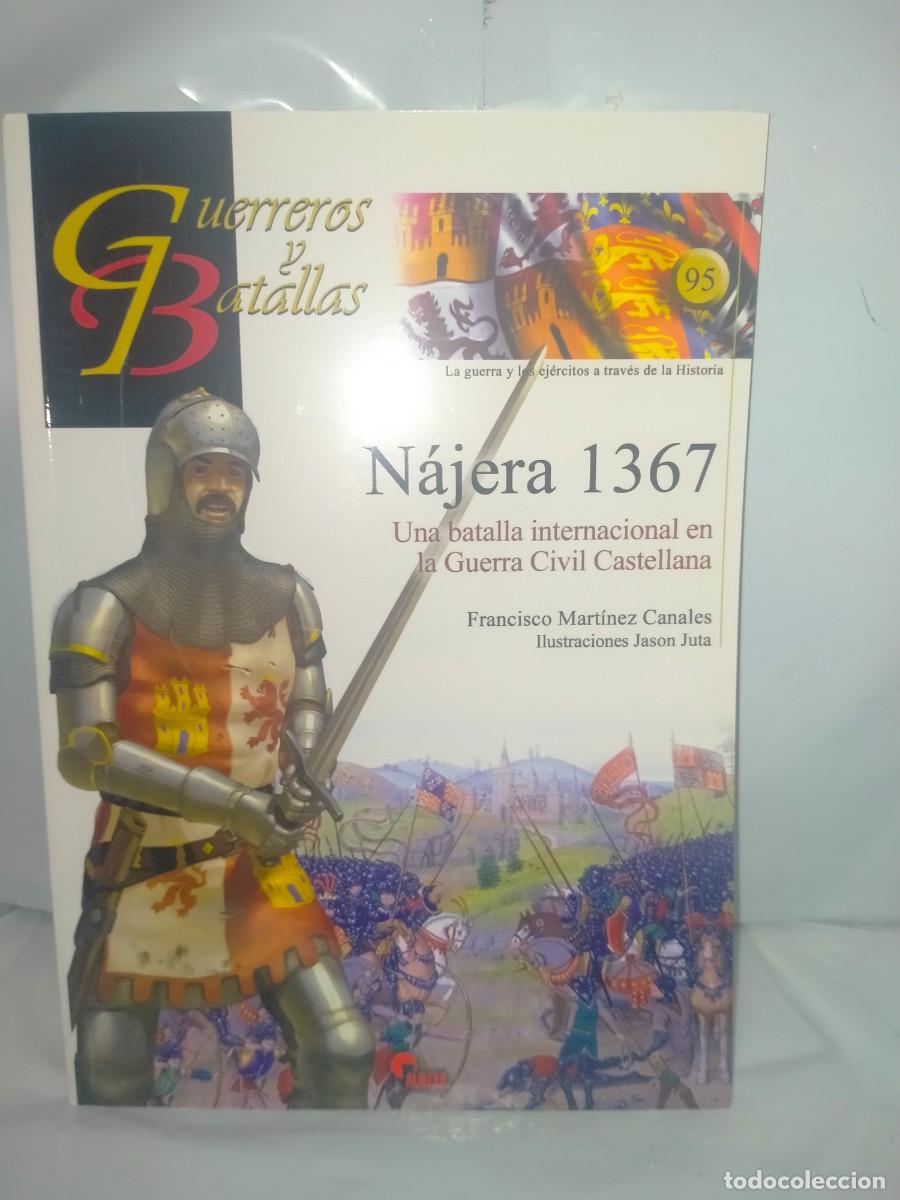 Guerreros
y
Batallas
95
La guerra y los ejércitos a través de la Historia
Nájera 1367
Una batalla internacional en
la Guerra Civil Castellana
Francisco Martínez Canales
Ilustraciones Jason Juta
ALMENA
todocoleccion